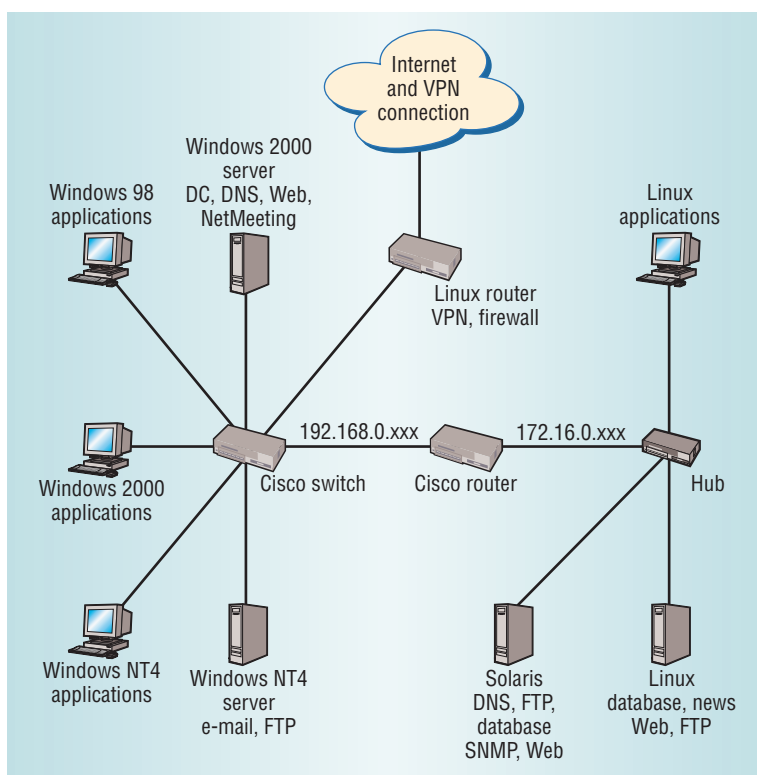 Internet
and VPN
connection
Windows 2000
server
DC, DNS, Web,
NetMeeting
Windows 98
applications
Linux
applications
Linux router
VPN, firewall
192.168.0.xxx
172.16.0.xxx
Windows 2000
applications
Cisco switch
Cisco router
Hub
Windows NT4
applications
Windows NT4
server
e-mail, FTP
Solaris
DNS, FTP,
database
SNMP, Web
Linux
database, news
Web, FTP